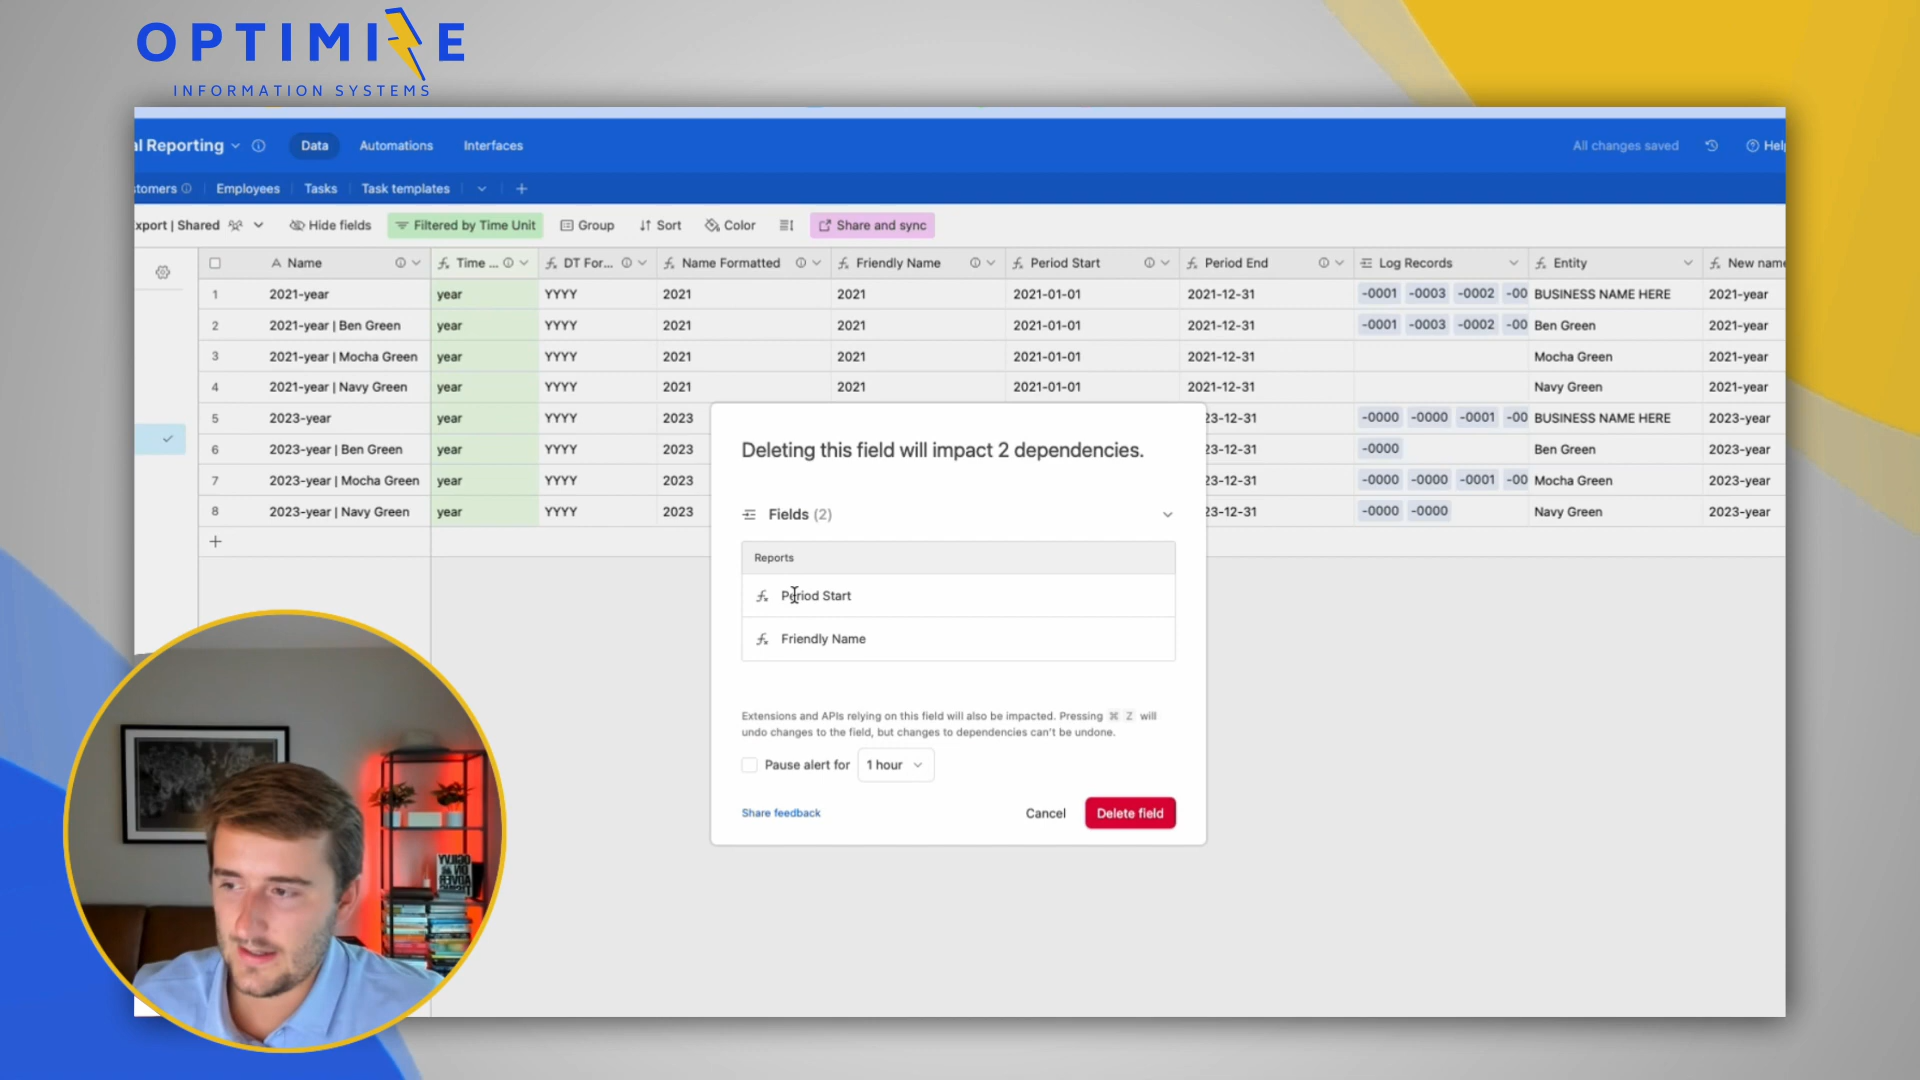 OPTIMIZE
INFORMATION SYSTEMS
al Reporting
Data
Automations
Interfaces
All changes saved
Help
stomers
Employees
Tasks
Task templates
xport | Shared
Hide fields
Filtered by Time Unit
Group
Sort
Color
Share and sync
Name
Time ...
DT For...
Name Formatted
Friendly Name
Period Start
Period End
Log Records
Entity
New name
1 2021-year year YYYY 2021 2021 2021-01-01 2021-12-31 -0001 -0003 -0002 -00 BUSINESS NAME HERE 2021-year
2 2021-year | Ben Green year YYYY 2021 2021 2021-01-01 2021-12-31 -0001 -0003 -0002 -00 Ben Green 2021-year
3 2021-year | Mocha Green year YYYY 2021 2021 2021-01-01 2021-12-31 Mocha Green 2021-year
4 2021-year | Navy Green year YYYY 2021 2021 2021-01-01 2021-12-31 Navy Green 2021-year
5 2023-year year YYYY 2023 23-12-31 -0000 -0000 -0001 -00 BUSINESS NAME HERE 2023-year
6 2023-year | Ben Green year YYYY 2023 23-12-31 -0000 Ben Green 2023-year
7 2023-year | Mocha Green year YYYY 2023 23-12-31 -0000 -0000 -0001 -00 Mocha Green 2023-year
8 2023-year | Navy Green year YYYY 2023 23-12-31 -0000 -0000 Navy Green 2023-year
Deleting this field will impact 2 dependencies.
Fields (2)
Reports
Period Start
Friendly Name
Extensions and APIs relying on this field will also be impacted. Pressing ⌘ Z will
undo changes to the field, but changes to dependencies can't be undone.
Pause alert for 1 hour
Share feedback
Cancel
Delete field
OGILVY
ON